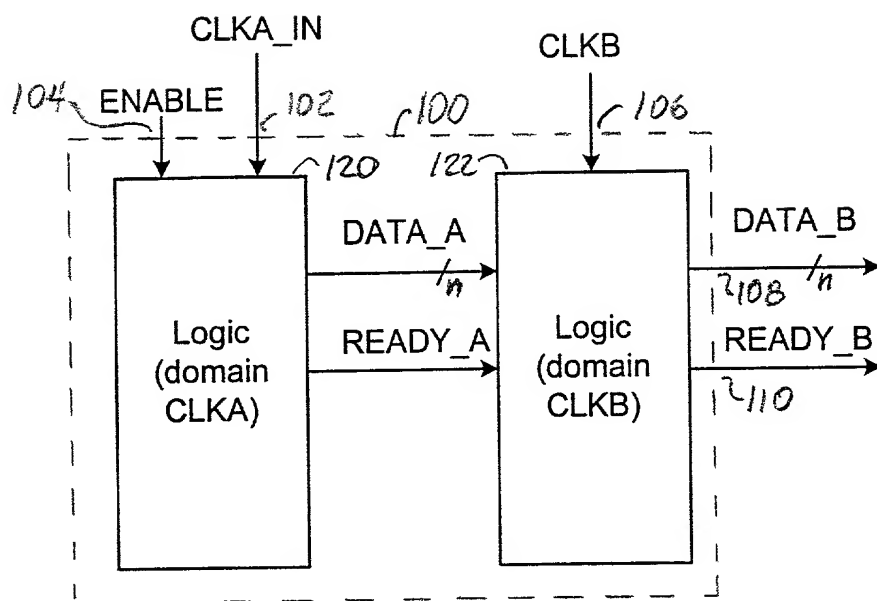 CLKA_IN
CLKB
104 ENABLE 102 100 106
120 122
DATA_A DATA_B
n 108 n
READY_A READY_B
110
Logic
(domain
CLKA)
Logic
(domain
CLKB)